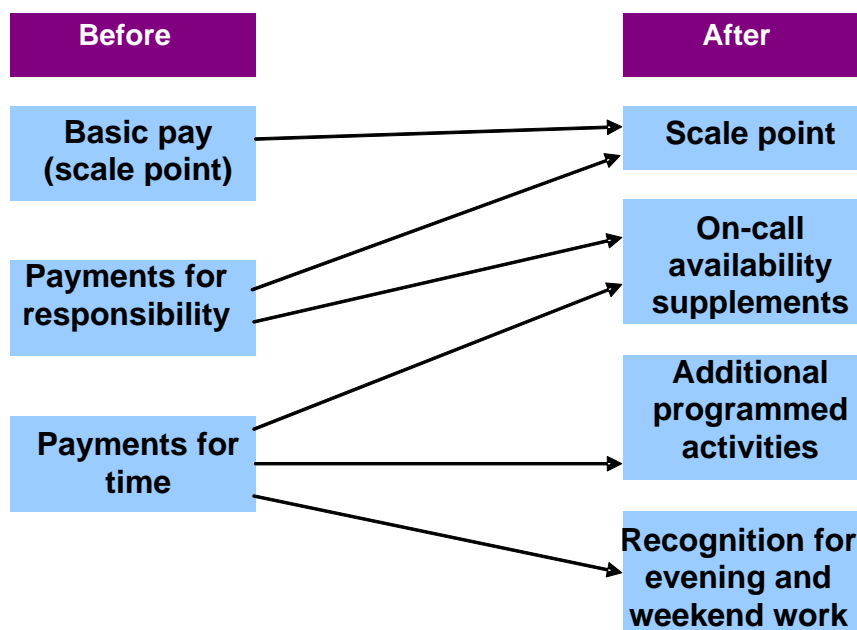 Before
After
Basic pay
(scale point)
Scale point
Payments for
responsibility
On-call
availability
supplements
Payments for
time
Additional
programmed
activities
Recognition for
evening and
weekend work